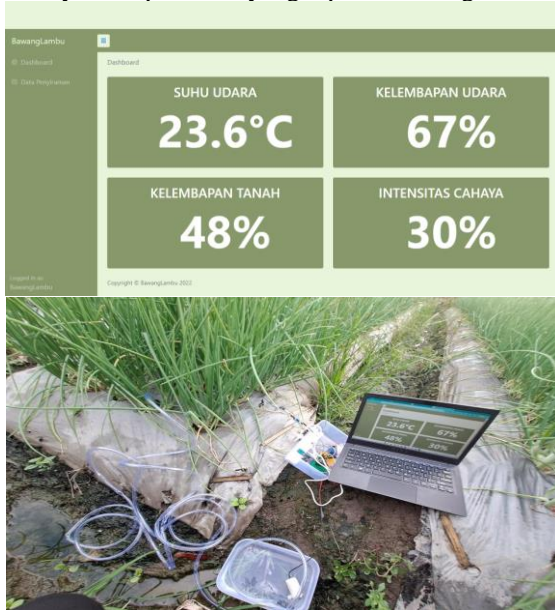 BawangLambu
Dashboard
Dashboard
Data Penyiraman
SUHU UDARA
23.6°C
KELEMBAPAN UDARA
67%
KELEMBAPAN TANAH
48%
INTENSITAS CAHAYA
30%
Logged in as:
BawangLambu
Copyright © BawangLambu 2022
23.6°C
67%
48%
30%